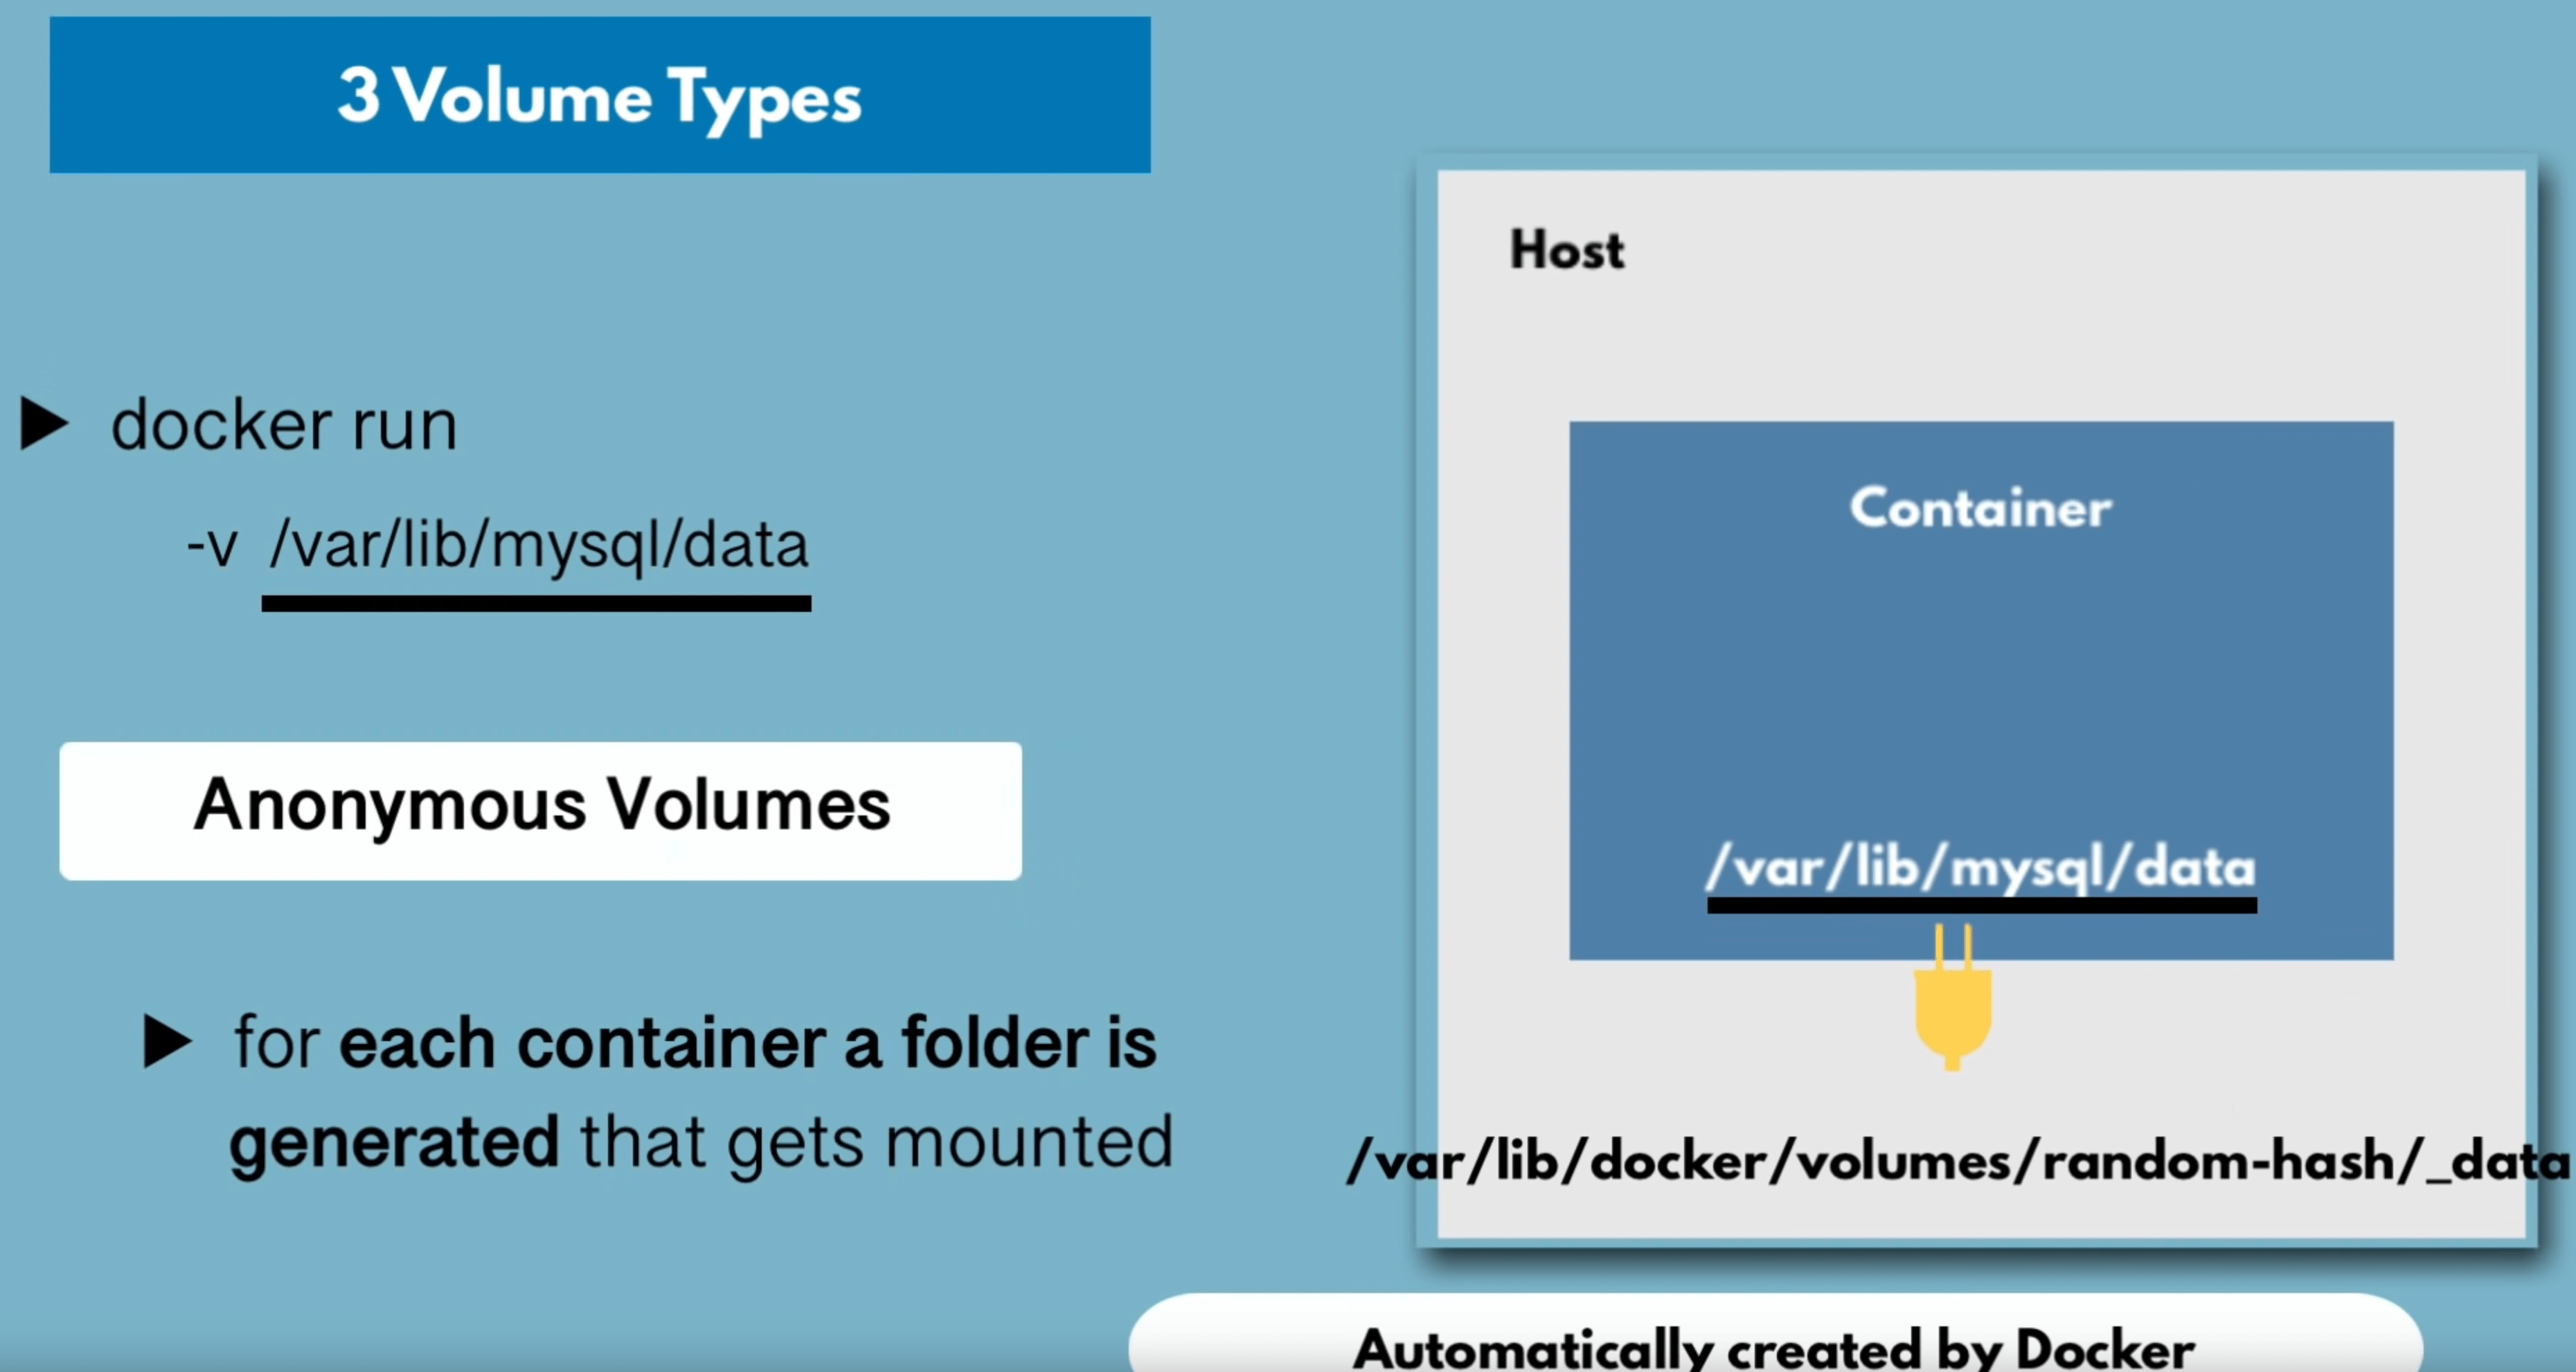 3 Volume Types
docker run
-v /var/lib/mysql/data
Anonymous Volumes
for each container a folder is
generated that gets mounted
Host
Container
/var/lib/mysql/data
/var/lib/docker/volumes/random-hash/_data
Automatically created by Docker